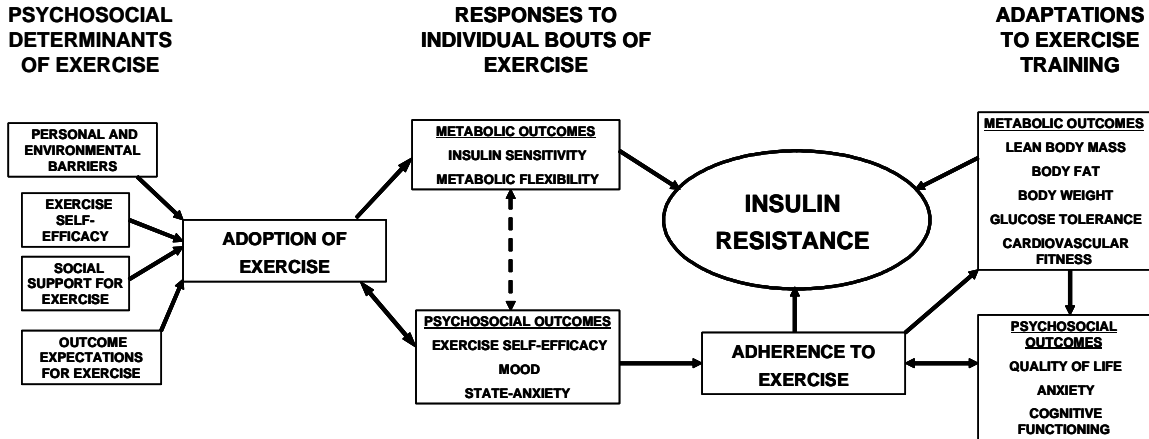 PSYCHOSOCIAL
DETERMINANTS
OF EXERCISE
RESPONSES TO
INDIVIDUAL BOUTS OF
EXERCISE
ADAPTATIONS
TO EXERCISE
TRAINING
PERSONAL AND
ENVIRONMENTAL
BARRIERS
EXERCISE
SELF-
EFFICACY
SOCIAL
SUPPORT FOR
EXERCISE
OUTCOME
EXPECTATIONS
FOR EXERCISE
ADOPTION OF
EXERCISE
METABOLIC OUTCOMES
INSULIN SENSITIVITY
METABOLIC FLEXIBILITY
PSYCHOSOCIAL OUTCOMES
EXERCISE SELF-EFFICACY
MOOD
STATE-ANXIETY
INSULIN
RESISTANCE
ADHERENCE TO
EXERCISE
METABOLIC OUTCOMES
LEAN BODY MASS
BODY FAT
BODY WEIGHT
GLUCOSE TOLERANCE
CARDIOVASCULAR
FITNESS
PSYCHOSOCIAL
OUTCOMES
QUALITY OF LIFE
ANXIETY
COGNITIVE
FUNCTIONING